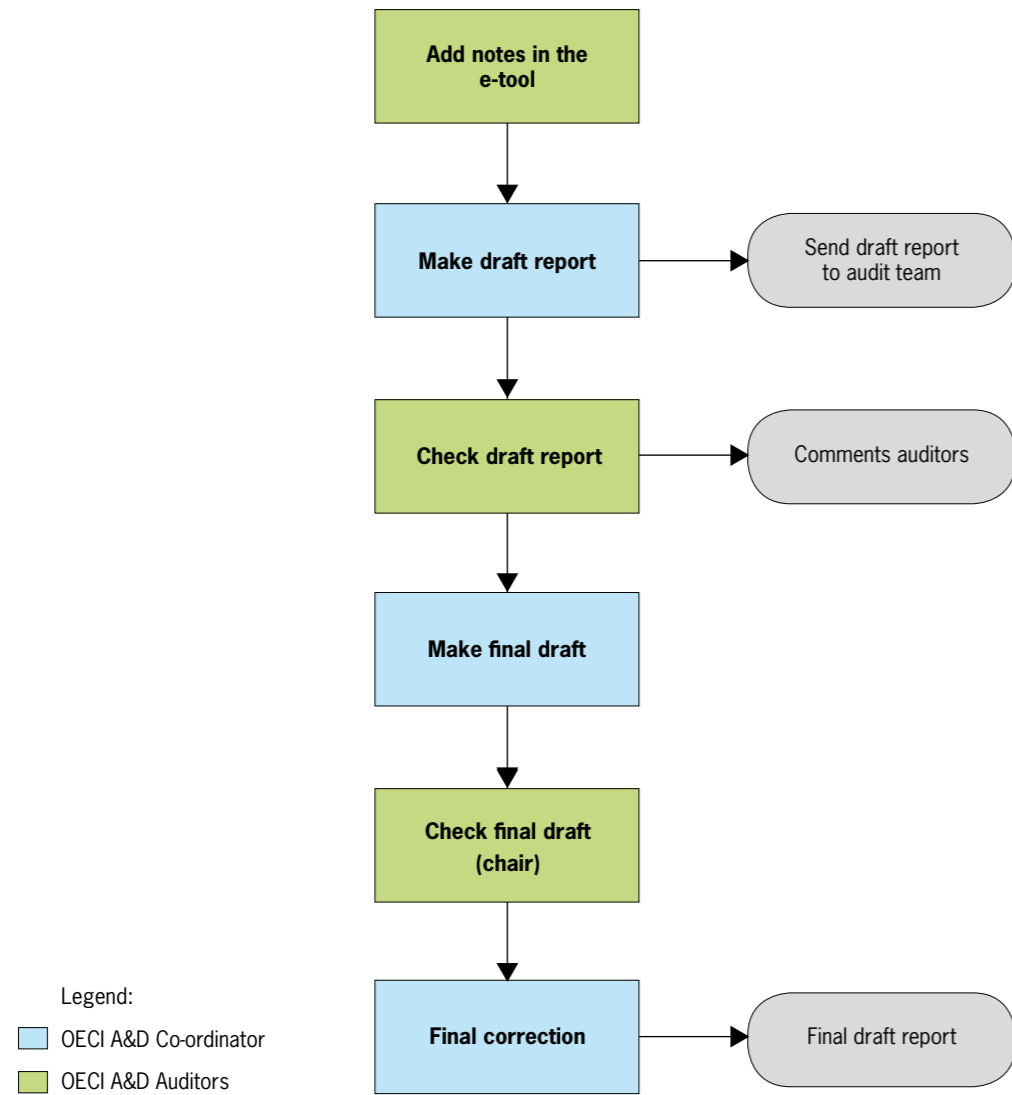 Add notes in the
e-tool
Make draft report
Send draft report
to audit team
Check draft report
Comments auditors
Make final draft
Check final draft
(chair)
Final correction
Final draft report
Legend:
OECI A&D Co-ordinator
OECI A&D Auditors